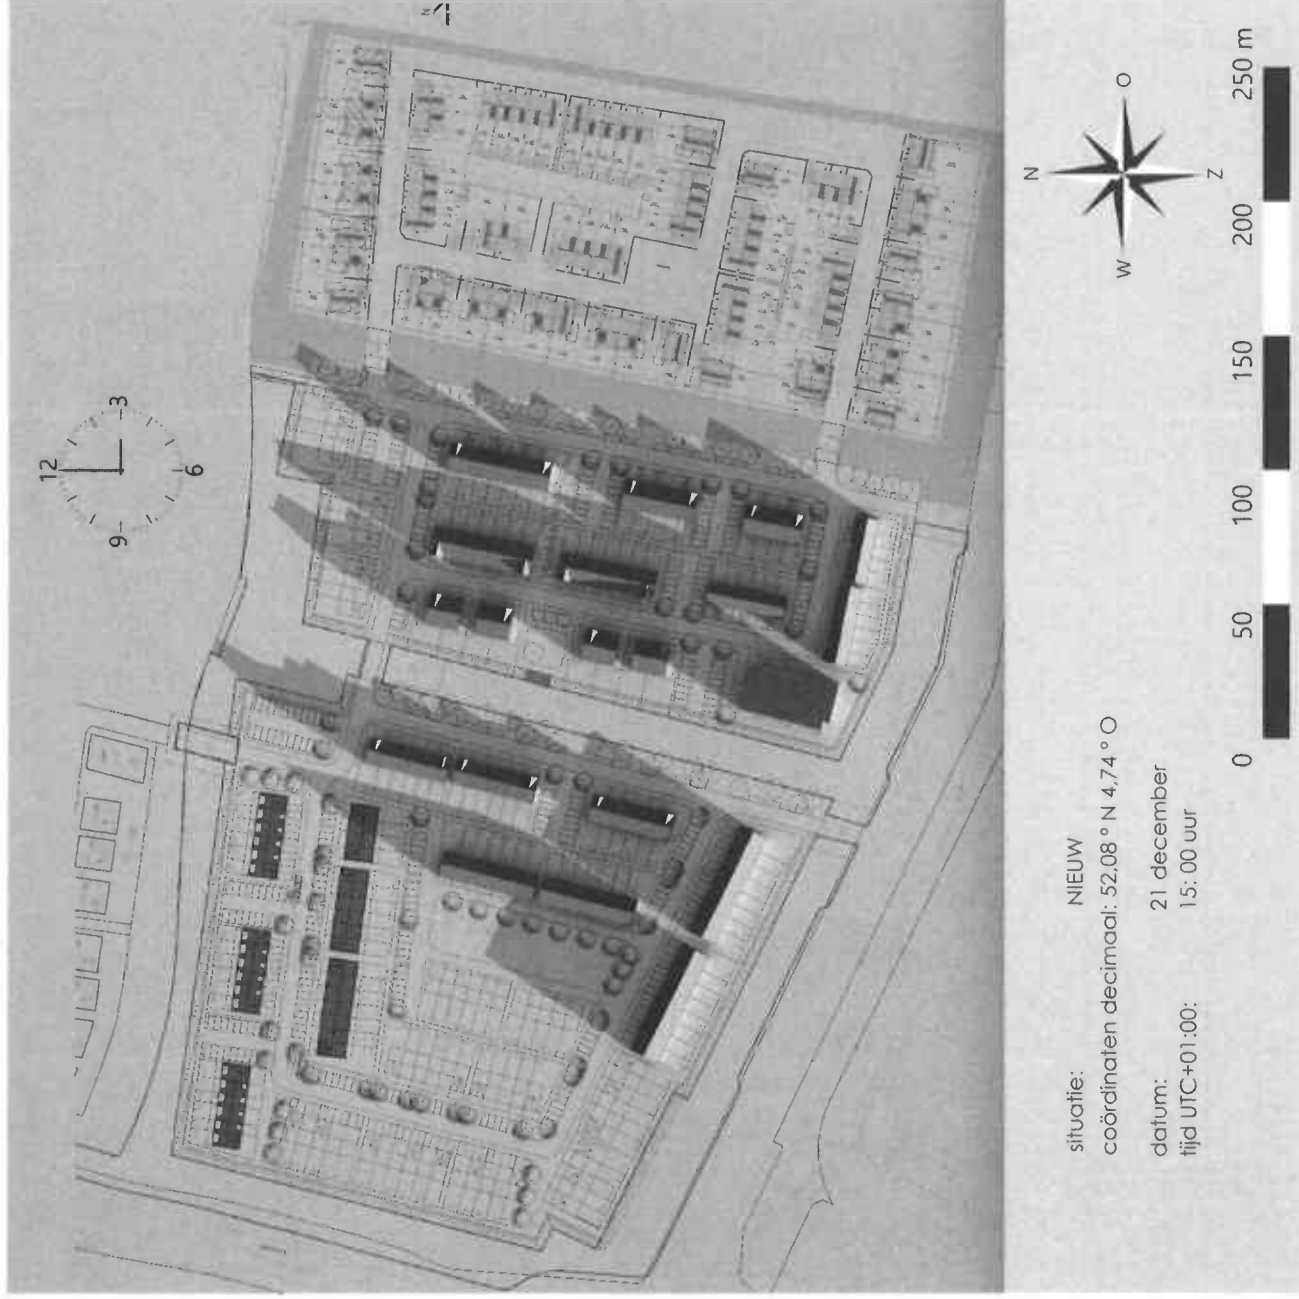 12
3
6
9
N
O
Z
W
situatie: NIEUW
coördinaten decimaal: 52,08 ° N 4,74 ° O
datum: 21 december
tijd UTC+01:00: 15: 00 uur
0 50 100 150 200 250 m